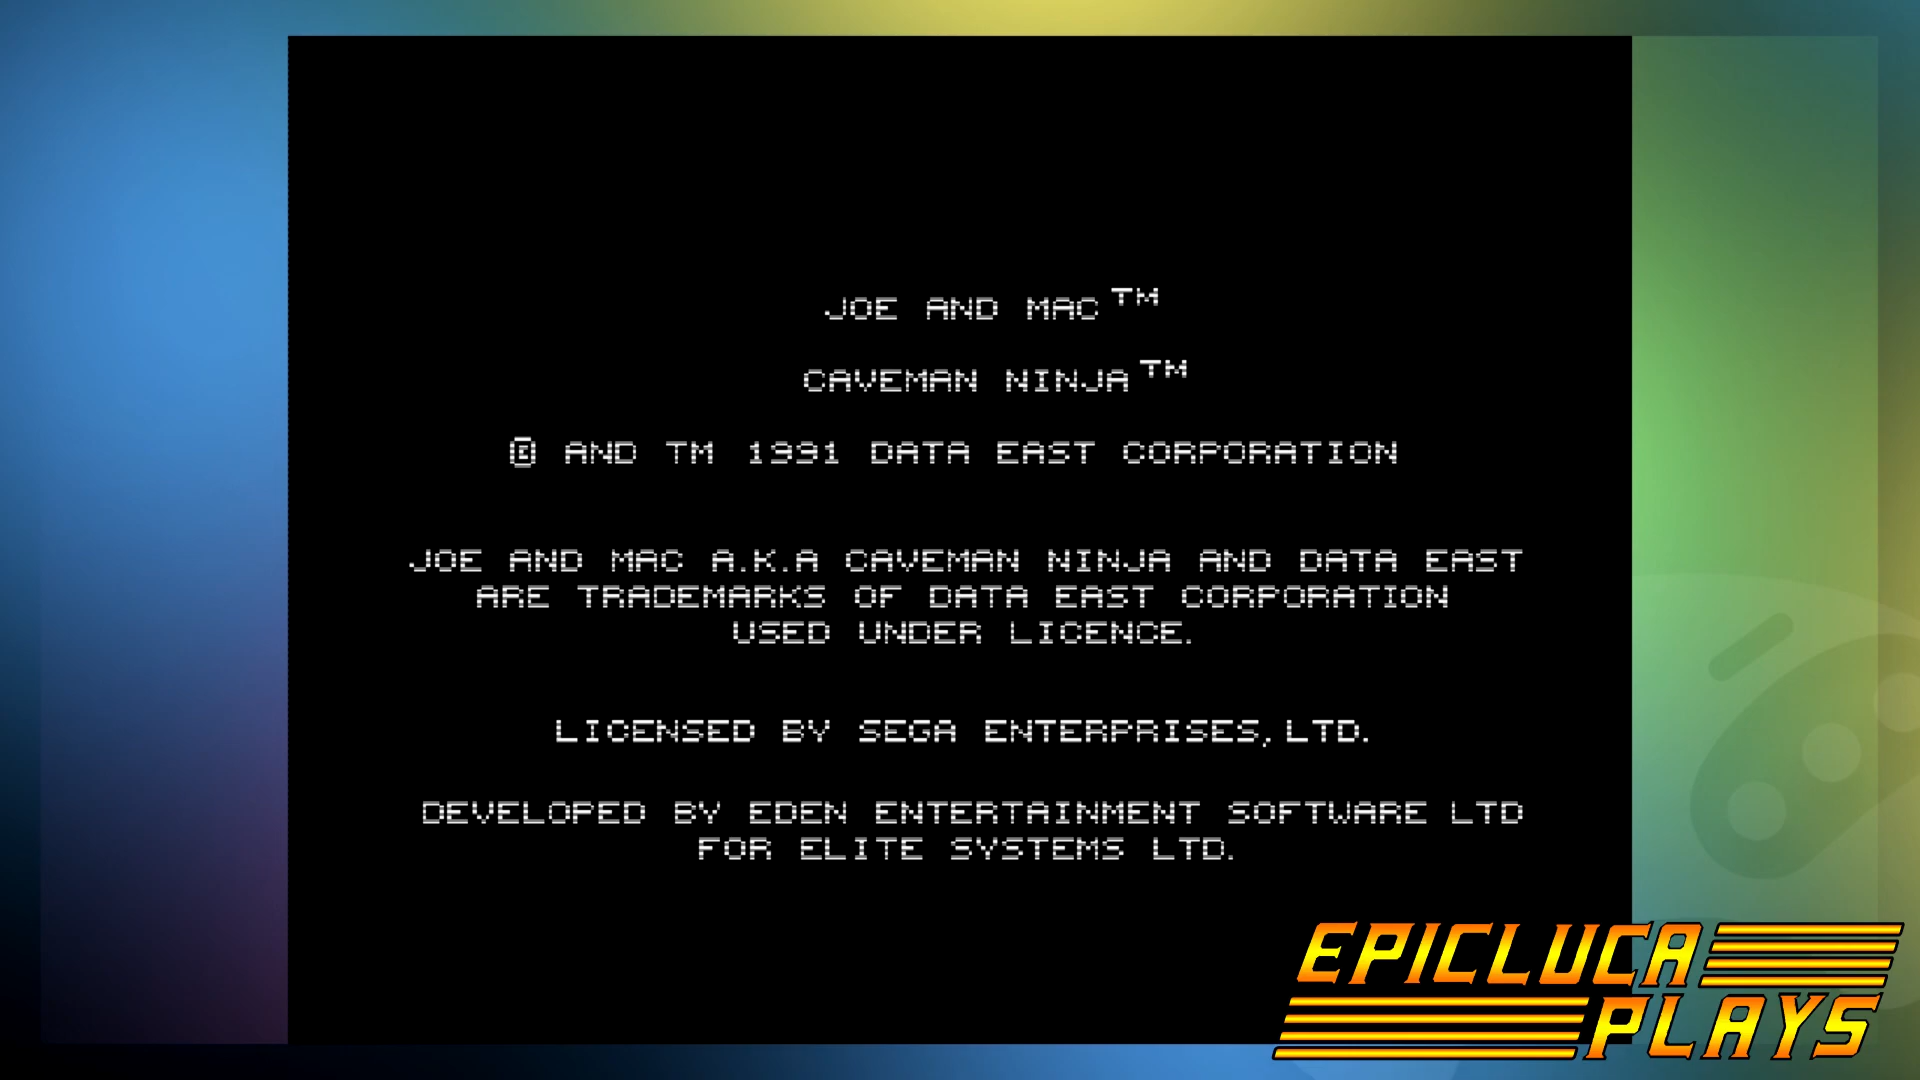 JOE AND MAC™
CAVEMAN NINJA™
© AND TM 1991 DATA EAST CORPORATION
JOE AND MAC A.K.A CAVEMAN NINJA AND DATA EAST
ARE TRADEMARKS OF DATA EAST CORPORATION
USED UNDER LICENCE.
LICENSED BY SEGA ENTERPRISES,LTD.
DEVELOPED BY EDEN ENTERTAINMENT SOFTWARE LTD
FOR ELITE SYSTEMS LTD.
EPICLUCA
PLAYS